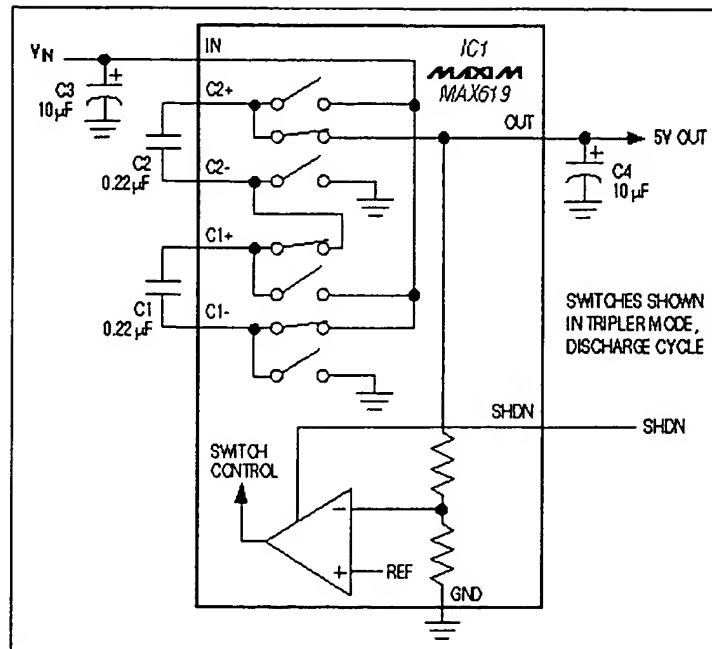 IN
IC1
VIN
MAXIM
MAX619
C3
10µF
C2+
OUT
5V OUT
C2
0.22µF
C2-
C4
10µF
C1+
C1
0.22µF
C1-
SWITCHES SHOWN
IN TRIPLER MODE,
DISCHARGE CYCLE
SHDN
SHDN
SWITCH
CONTROL
REF
GND